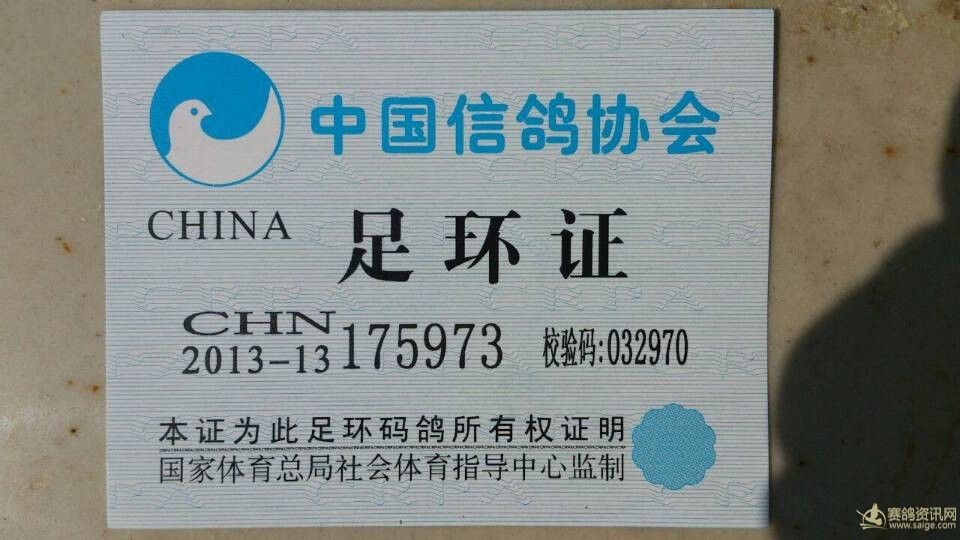 中国信鸽协会
CHINA
足环证
CHN
2013-13 175973 校验码:032970
本证为此足环码鸽所有权证明
国家体育总局社会体育指导中心监制
赛鸽资讯网
www.saige.com